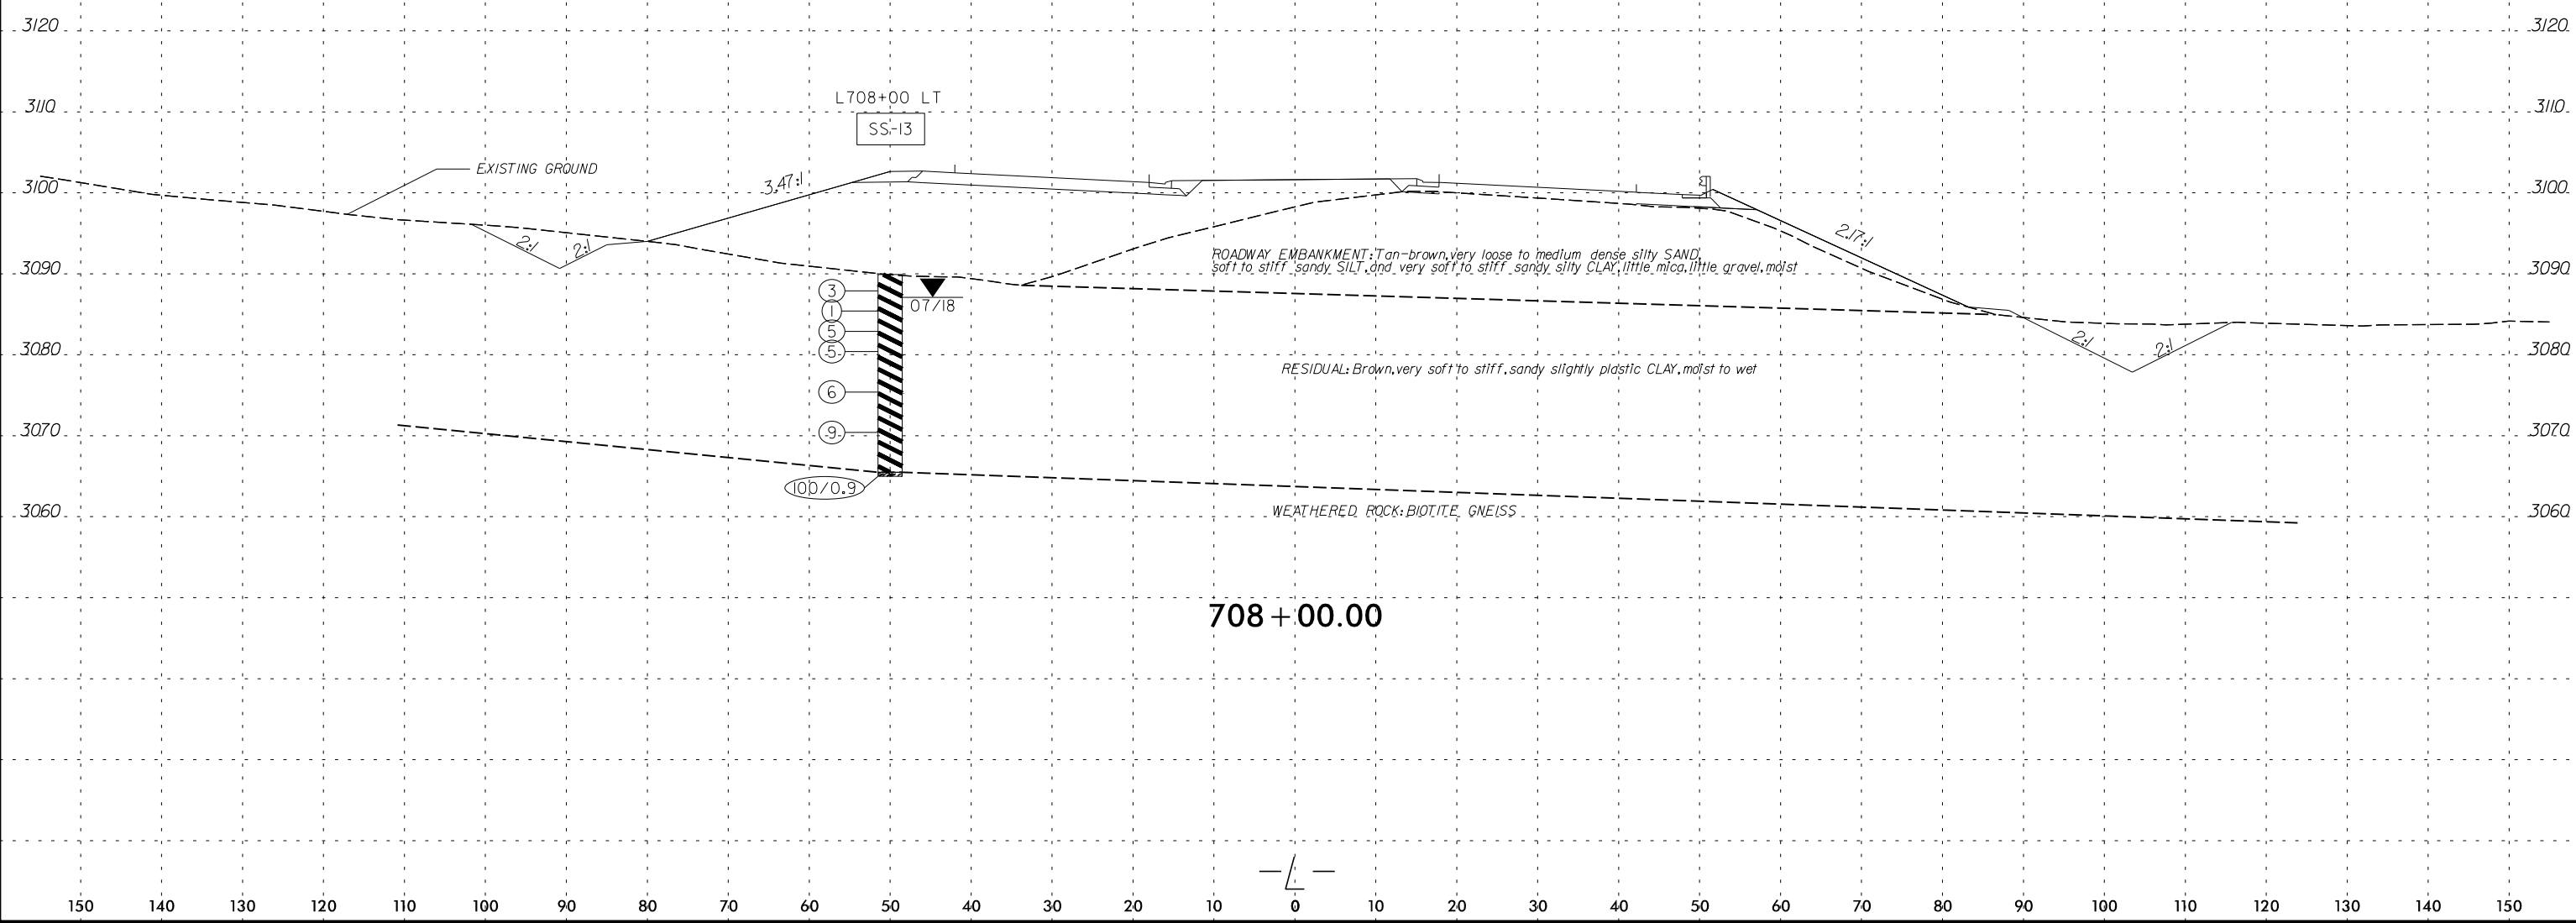 3120 3120
3110 3110
L708+00 LT
SS-13
EXISTING GROUND
3.47:1
3100 3100
2:1 2:1
2.17:1
ROADWAY EMBANKMENT: Tan-brown, very loose to medium dense silty SAND,
soft to stiff sandy SILT, and very soft to stiff sandy silty CLAY, little mica, little gravel, moist
3090 3090
3
07/18
1
5
5
3080 3080
2:1 2:1
RESIDUAL: Brown, very soft to stiff, sandy slightly plastic CLAY, moist to wet
6
9
3070 3070
100/0.9
WEATHERED ROCK: BIOTITE GNEISS
3060 3060
708+00.00
-L-
150 140 130 120 110 100 90 80 70 60 50 40 30 20 10 0 10 20 30 40 50 60 70 80 90 100 110 120 130 140 150